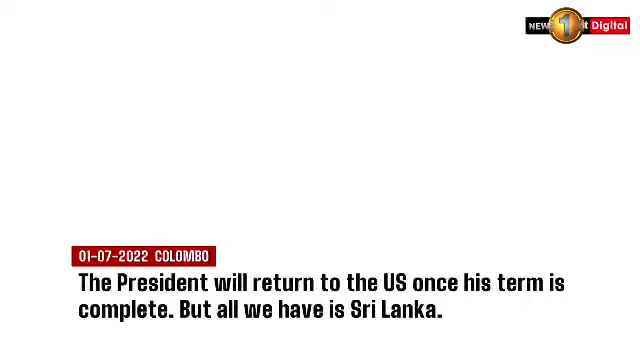 NEWS 1st Digital
01-07-2022 COLOMBO
The President will return to the US once his term is
complete. But all we have is Sri Lanka.